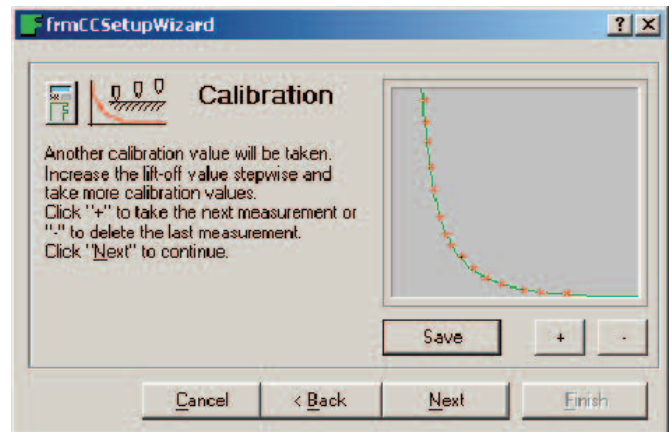 frmCCSetupWizard
Calibration
Another calibration value will be taken.
Increase the lift-off value stepwise and
take more calibration values.
Click "+" to take the next measurement or
"-" to delete the last measurement.
Click "Next" to continue.
Save
+
-
Cancel
< Back
Next
Finish